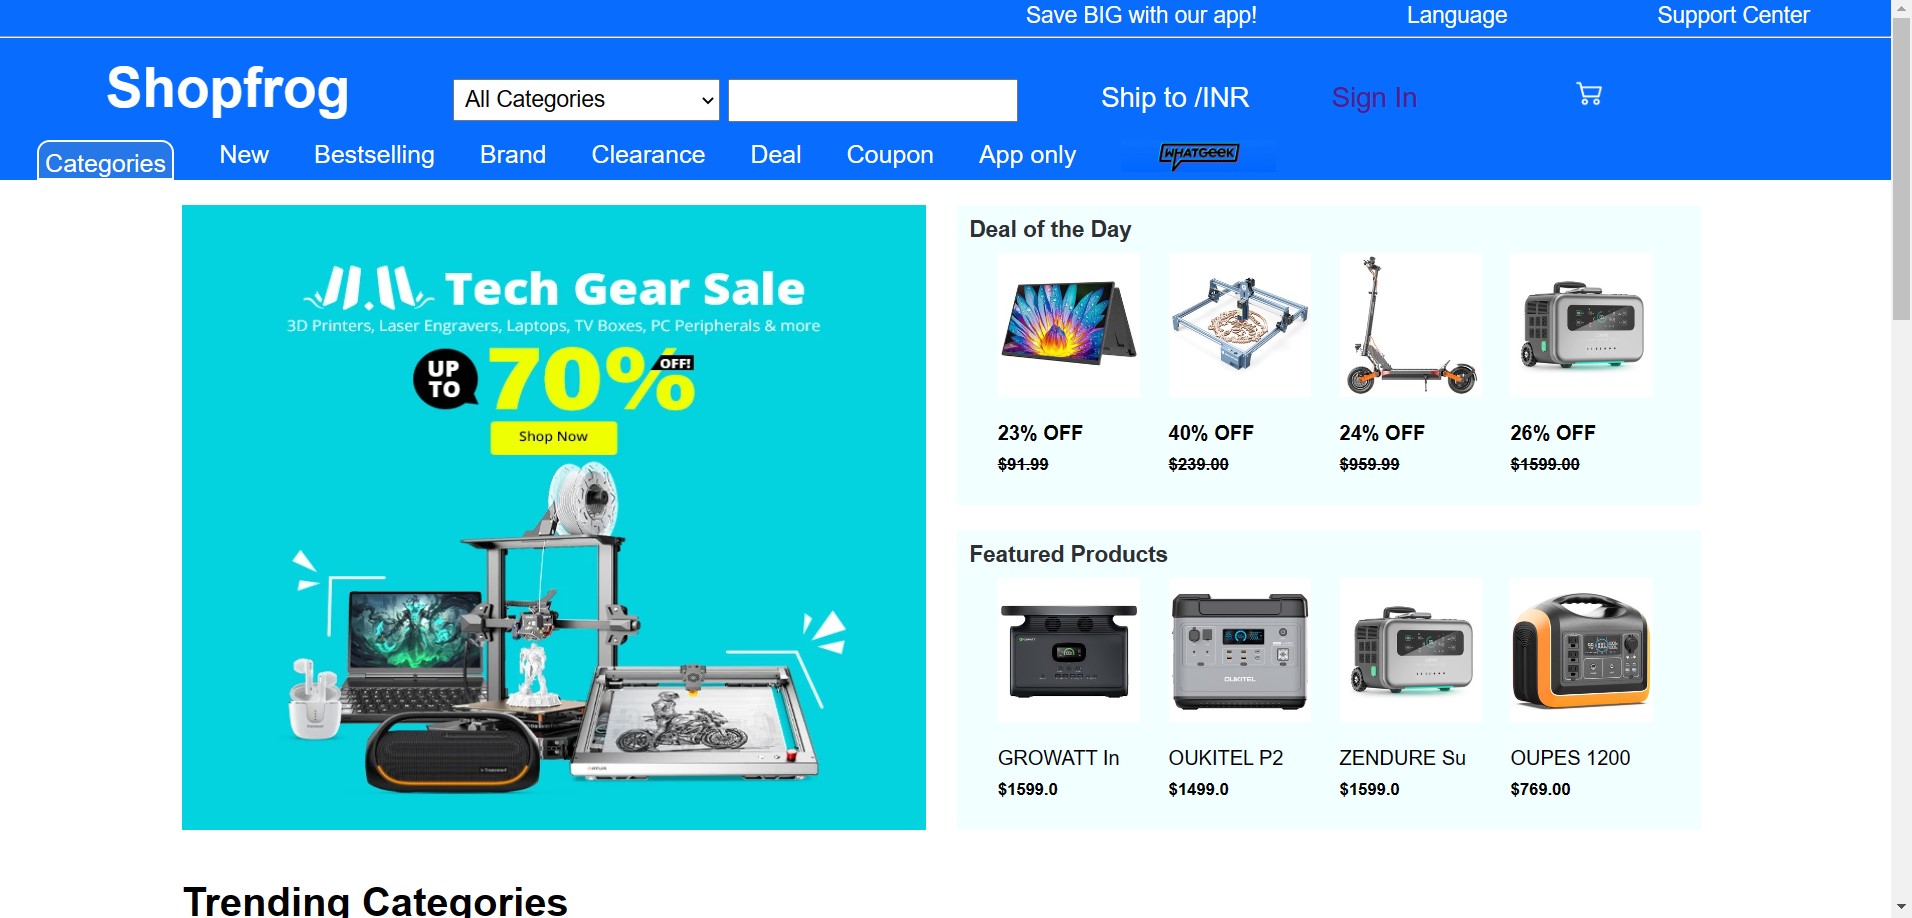 Save BIG with our app! Language Support Center
Shopfrog
All Categories
Ship to /INR
Sign In
Categories
New
Bestselling
Brand
Clearance
Deal
Coupon
App only
WHATGEEK
11.11 Tech Gear Sale
3D Printers, Laser Engravers, Laptops, TV Boxes, PC Peripherals & more
UP TO 70% OFF!
Shop Now
Deal of the Day
23% OFF 40% OFF 24% OFF 26% OFF
$91.99 $239.00 $959.99 $1599.00
Featured Products
OUKITEL
GROWATT In OUKITEL P2 ZENDURE Su OUPES 1200
$1599.0 $1499.0 $1599.0 $769.00
Trending Categories